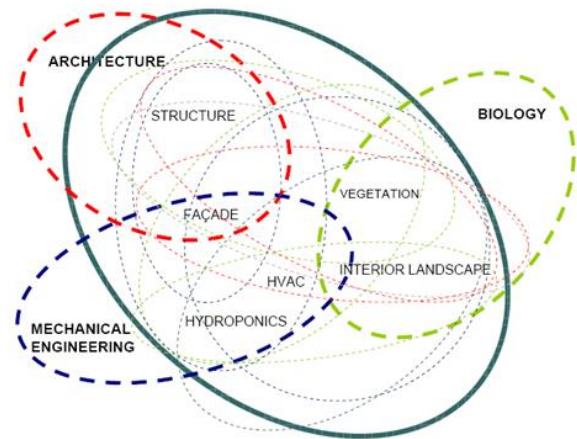 ARCHITECTURE
STRUCTURE
BIOLOGY
VEGETATION
FAÇADE
INTERIOR LANDSCAPE
HVAC
HYDROPONICS
MECHANICAL
ENGINEERING